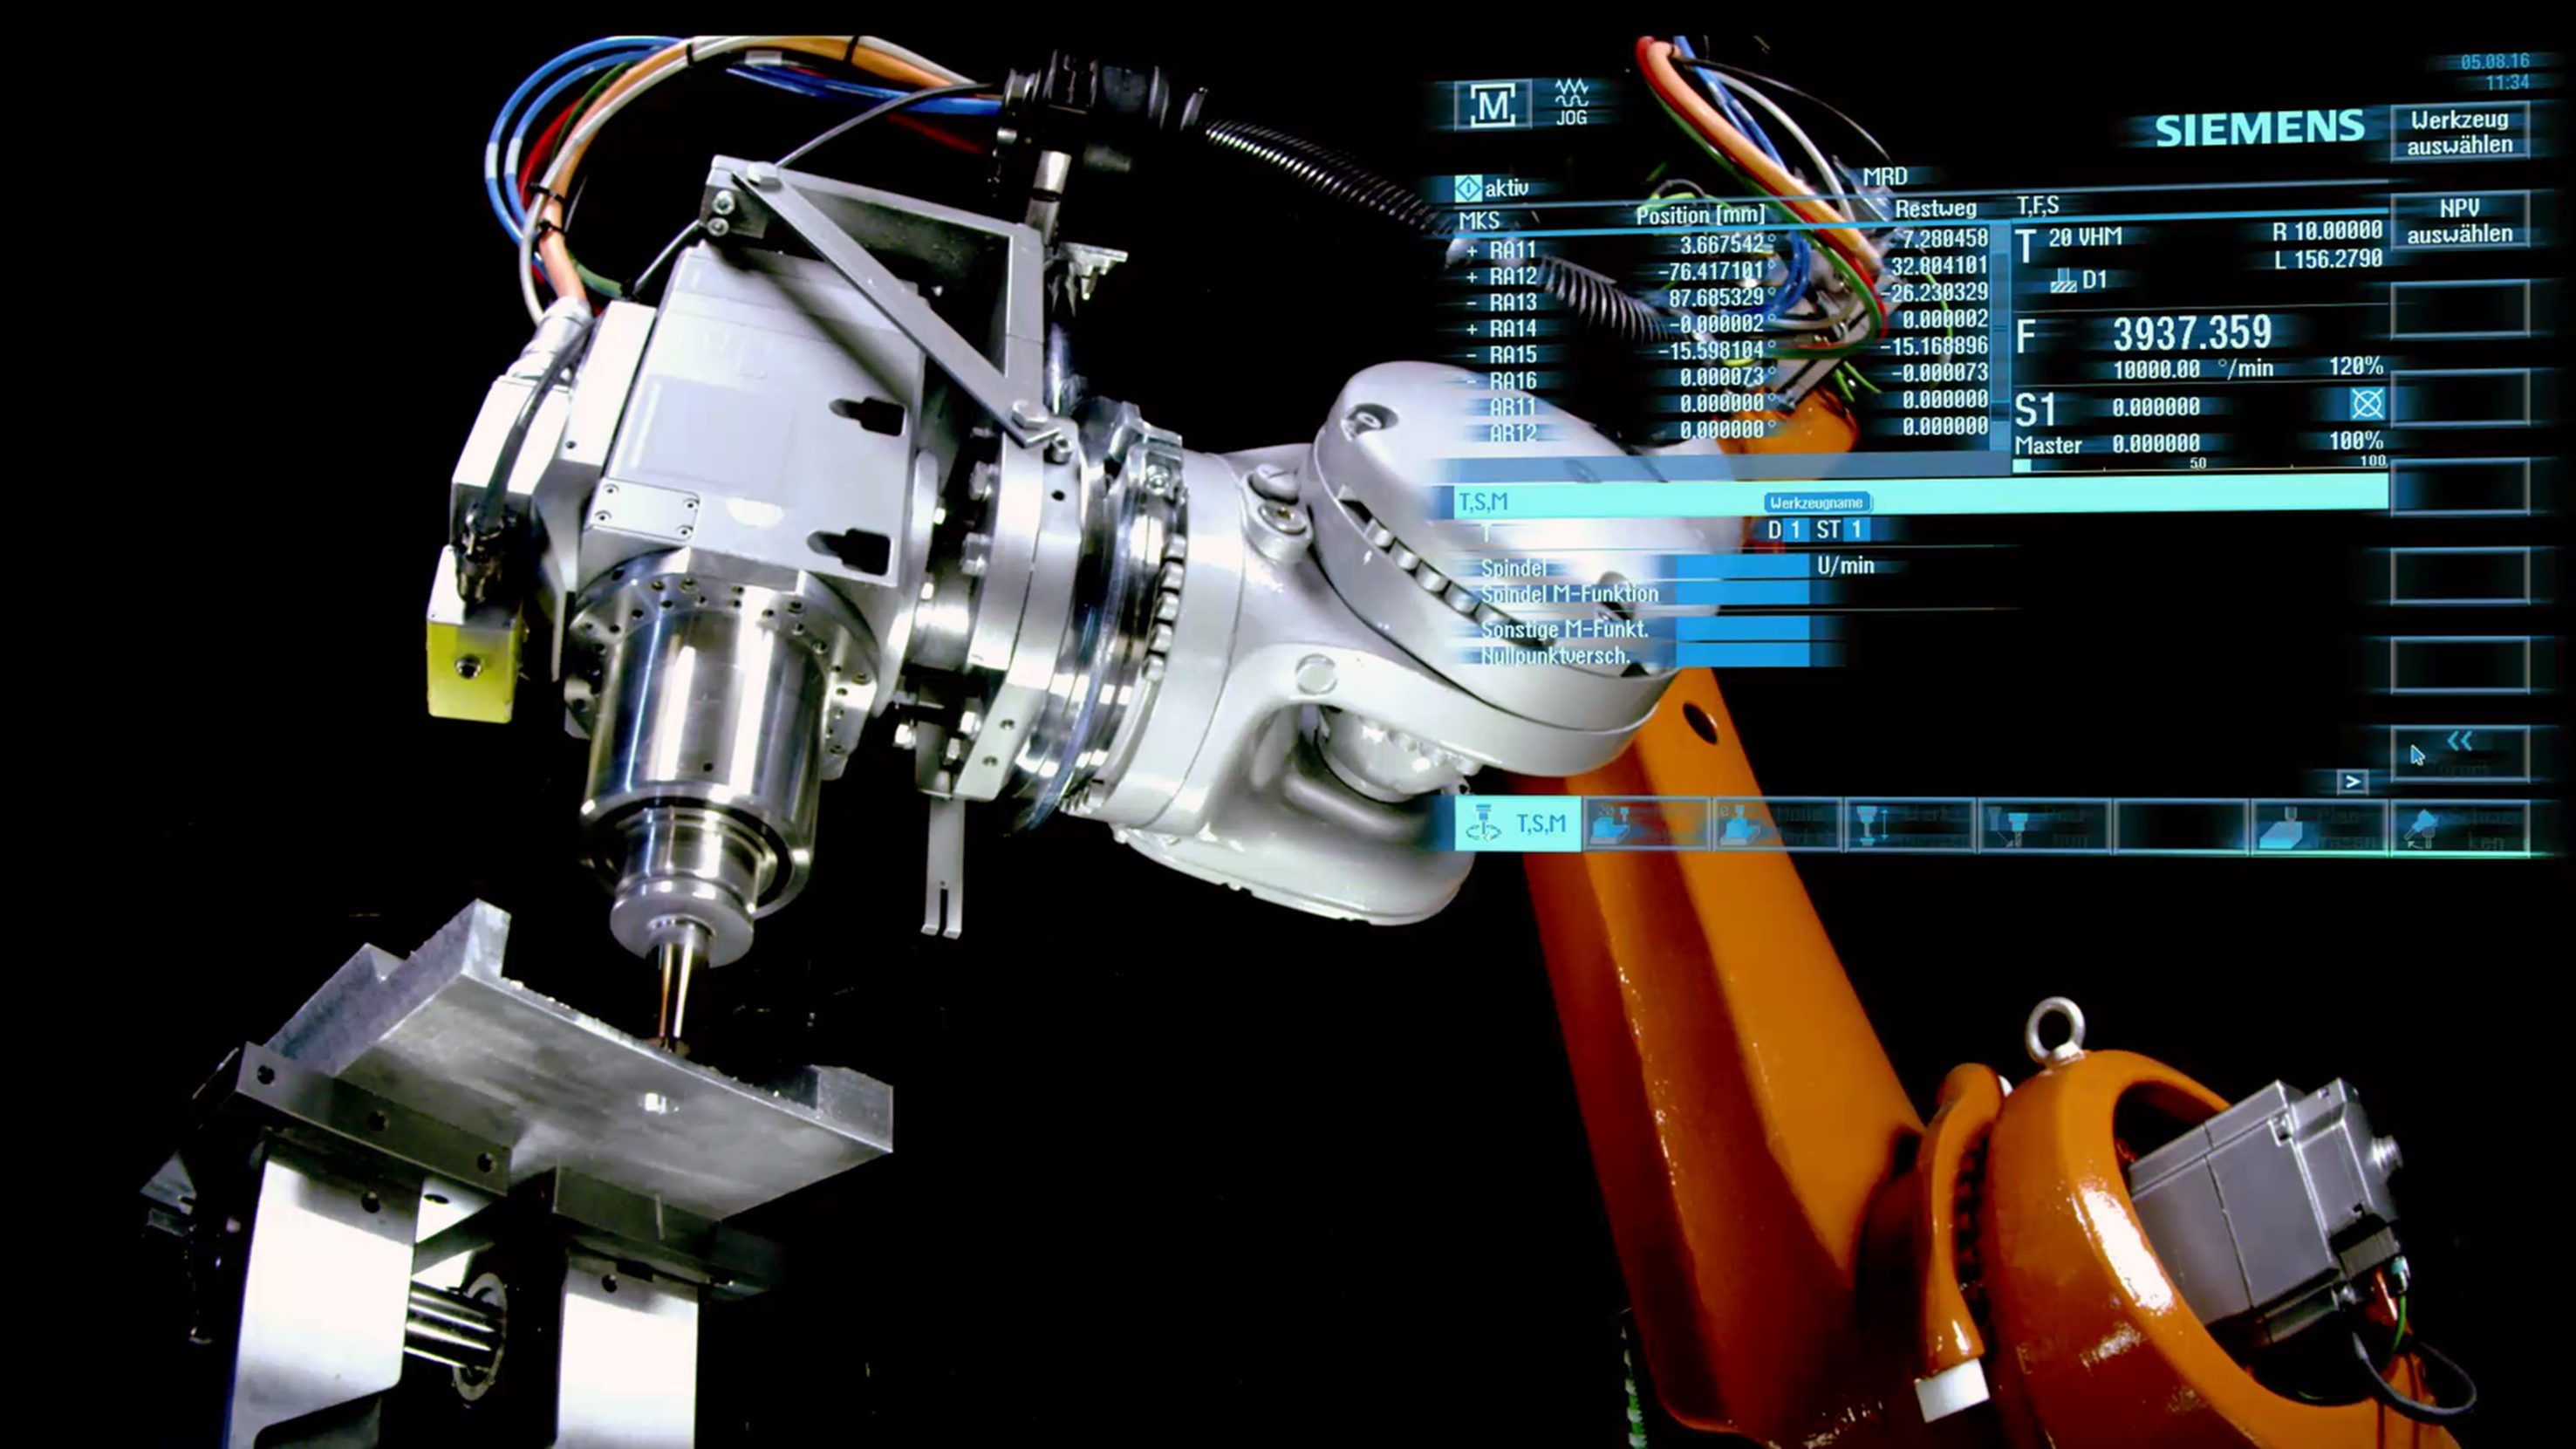 05.08.16
11:34
M
JOG
SIEMENS
Werkzeug
auswählen
aktiv
MRD
MKS Position [mm] Restweg T,F,S
NPV
auswählen
+ RA11 3.667542° 7.280458
+ RA12 -76.417101° 32.804101
- RA13 87.685329° -26.230329
+ RA14 -0.000002° 0.000002
- RA15 -15.598104° -15.168896
- RA16 0.000073° -0.000073
AR11 0.000000° 0.000000
AR12 0.000000° 0.000000
T 20 VHM R 10.00000
L 156.2790
D1
F 3937.359
10000.00 °/min 120%
S1 0.000000
Master 0.000000 100%
50 100
T,S,M Werkzeugname
T D 1 ST 1
Spindel U/min
Spindel M-Funktion
Sonstige M-Funkt.
Nullpunktversch.
<<
>
T,S,M